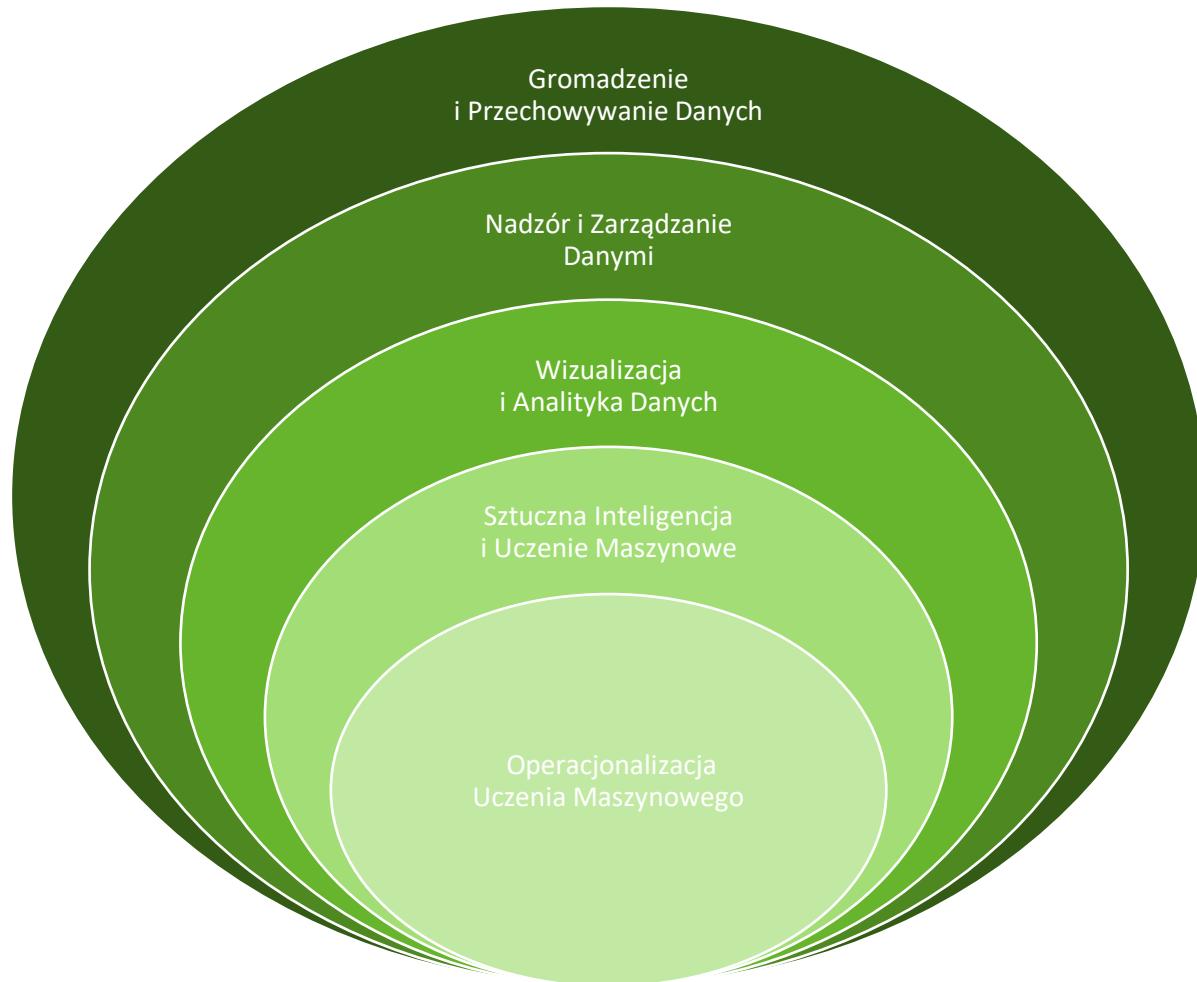 Gromadzenie
i Przechowywanie Danych
Nadzór i Zarządzanie
Danymi
Wizualizacja
i Analityka Danych
Sztuczna Inteligencja
i Uczenie Maszynowe
Operacjonalizacja
Uczenia Maszynowego